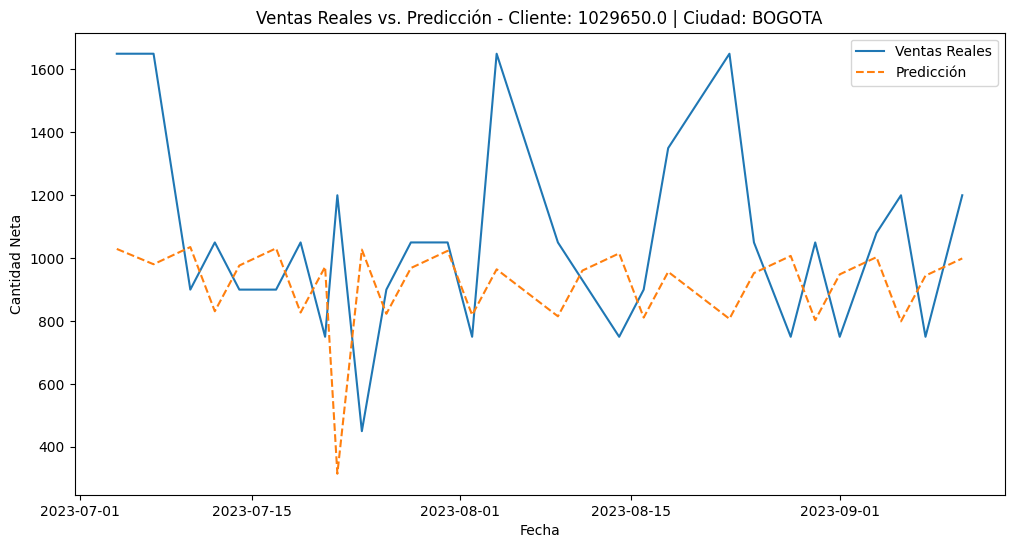 Ventas Reales vs. Predicción - Cliente: 1029650.0 | Ciudad: BOGOTA
Ventas Reales
Predicción
Cantidad Neta
1600
1400
1200
1000
800
600
400
2023-07-01
2023-07-15
2023-08-01
2023-08-15
2023-09-01
Fecha